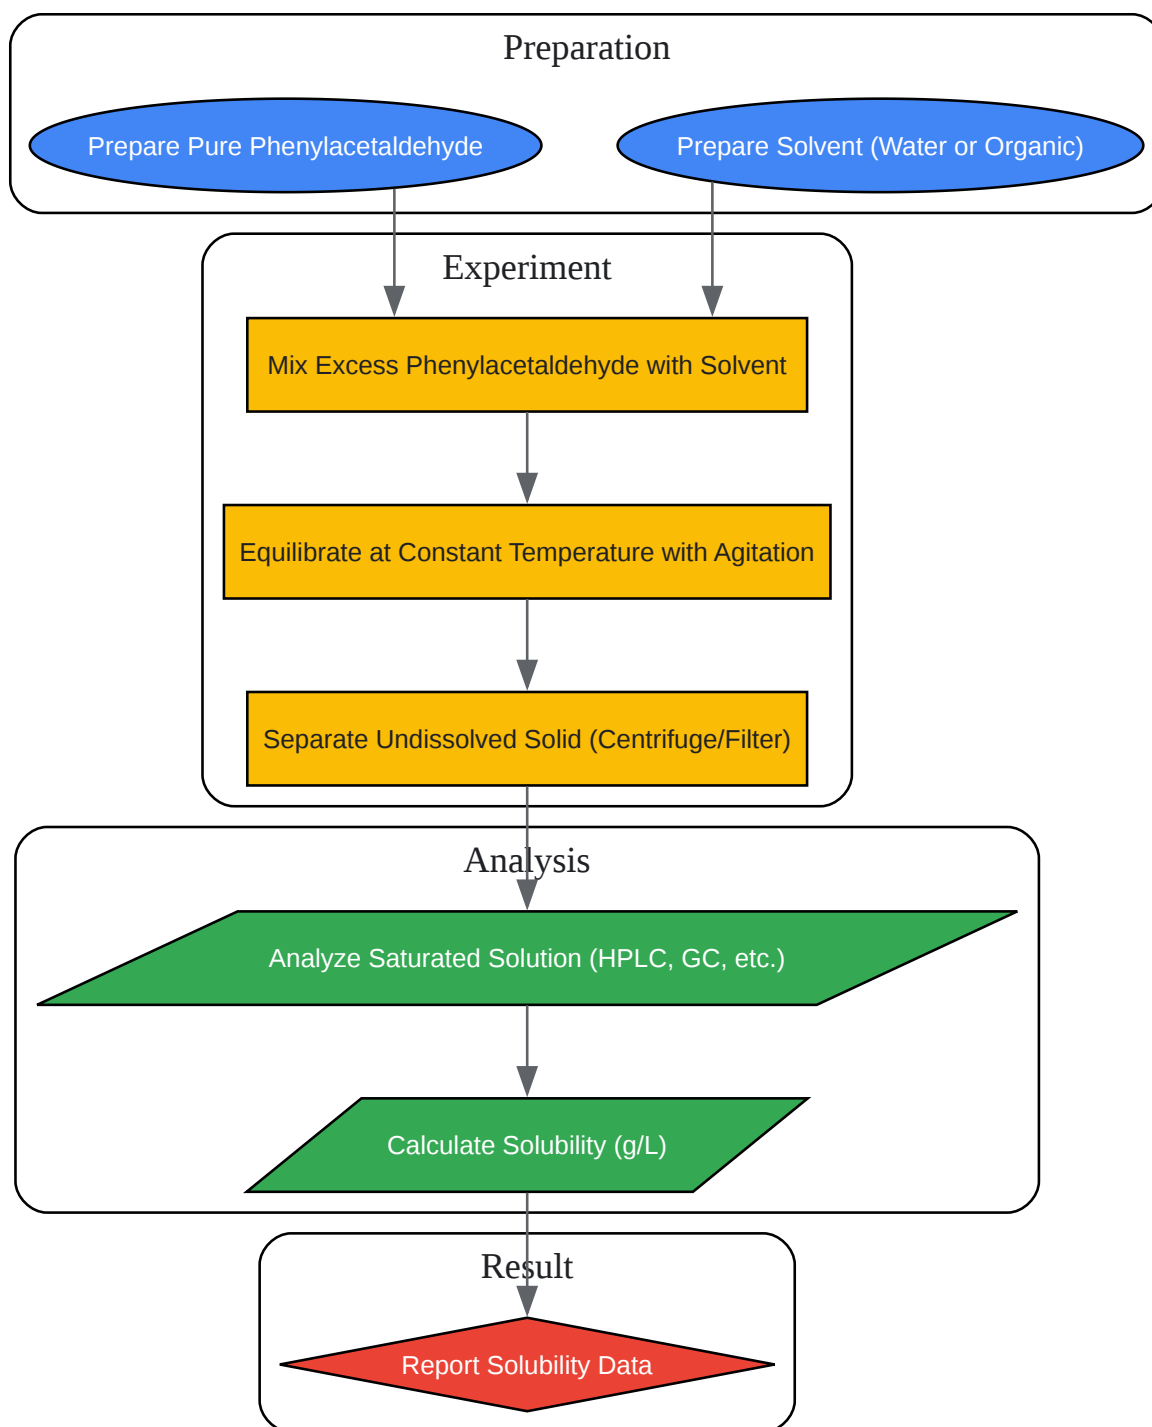 Preparation
Prepare Pure Phenylacetaldehyde
Prepare Solvent (Water or Organic)
Experiment
Mix Excess Phenylacetaldehyde with Solvent
Equilibrate at Constant Temperature with Agitation
Separate Undissolved Solid (Centrifuge/Filter)
Analysis
Analyze Saturated Solution (HPLC, GC, etc.)
Calculate Solubility (g/L)
Result
Report Solubility Data